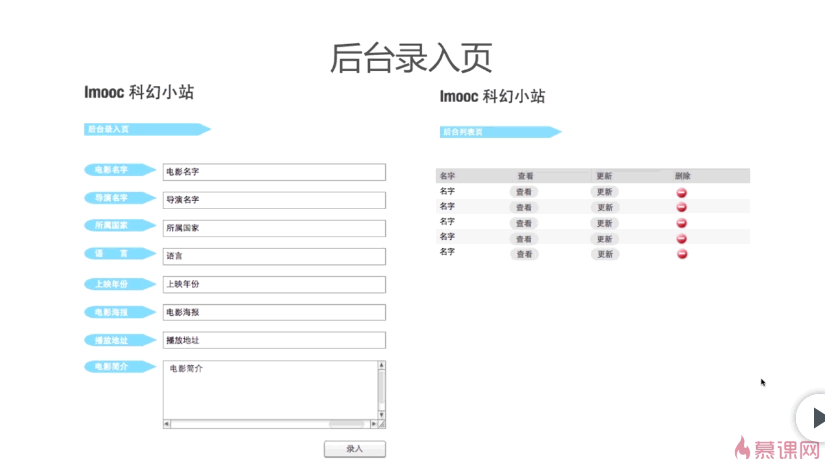 后台录入页
Imooc 科幻小站
后台录入页
电影名字 电影名字
导演名字 导演名字
所属国家 所属国家
语 言 语言
上映年份 上映年份
电影海报 电影海报
播放地址 播放地址
电影简介 电影简介
录入
Imooc 科幻小站
后台列表页
名字 查看 更新 删除
名字 查看 更新
名字 查看 更新
名字 查看 更新
名字 查看 更新
名字 查看 更新
慕课网